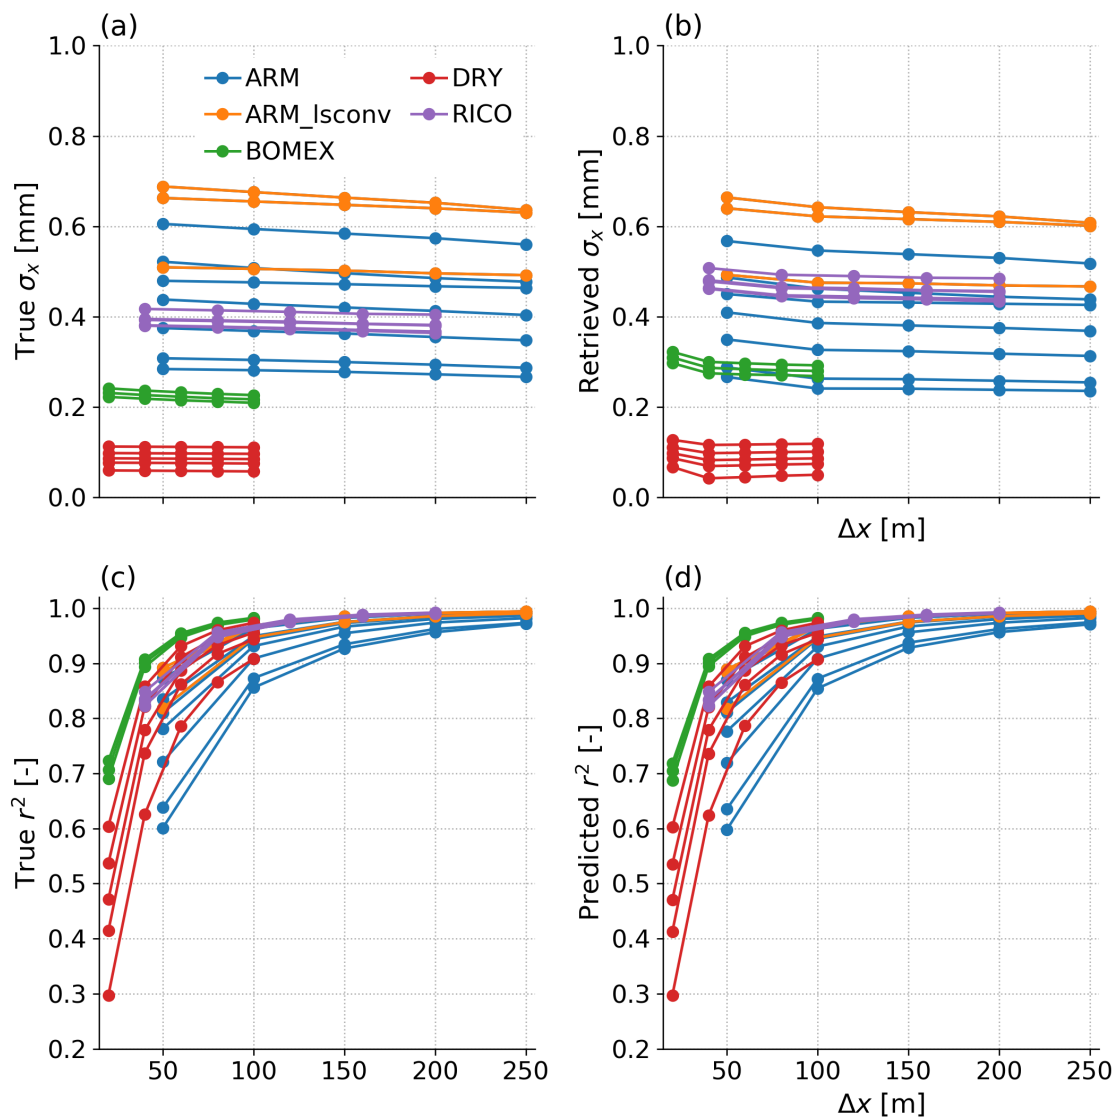 (a)
1.0
0.8
0.6
0.4
0.2
0.0
True σx [mm]
ARM
ARM_lsconv
BOMEX
DRY
RICO
(b)
1.0
0.8
0.6
0.4
0.2
0.0
Retrieved σx [mm]
Δx [m]
(c)
1.0
0.9
0.8
0.7
0.6
0.5
0.4
0.3
0.2
True r² [-]
50 100 150 200 250
(d)
1.0
0.9
0.8
0.7
0.6
0.5
0.4
0.3
0.2
Predicted r² [-]
50 100 150 200 250
Δx [m]